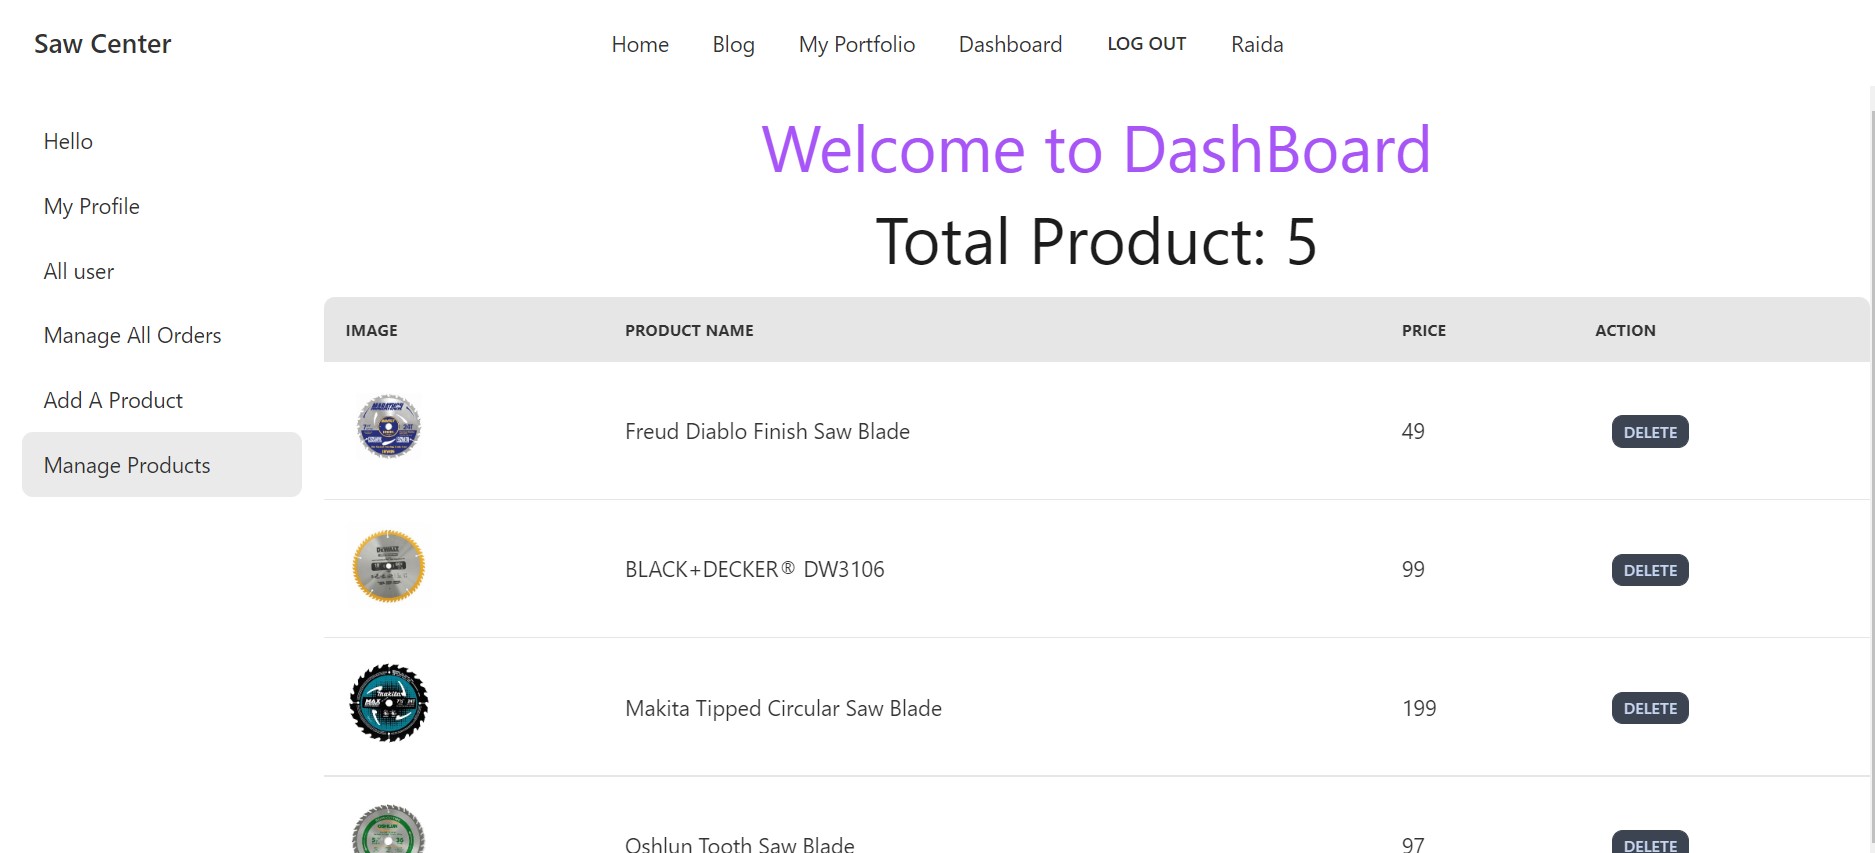 Saw Center
Home Blog My Portfolio Dashboard LOG OUT Raida
Hello
My Profile
All user
Manage All Orders
Add A Product
Manage Products
Welcome to DashBoard
Total Product: 5
IMAGE PRODUCT NAME PRICE ACTION
MARATHON
Freud Diablo Finish Saw Blade 49 DELETE
DEWALT
BLACK+DECKER® DW3106 99 DELETE
makita
Makita Tipped Circular Saw Blade 199 DELETE
Oshlun Tooth Saw Blade 97 DELETE